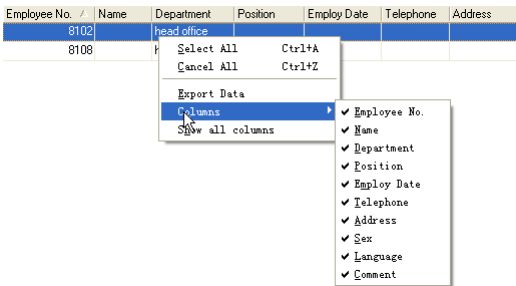 Employee No. Name Department Position Employ Date Telephone Address
8102 head office
8108 h
Select All Ctrl+A
Cancel All Ctrl+Z
Export Data
Columns
Show all columns
Employee No.
Name
Department
Position
Employ Date
Telephone
Address
Sex
Language
Comment